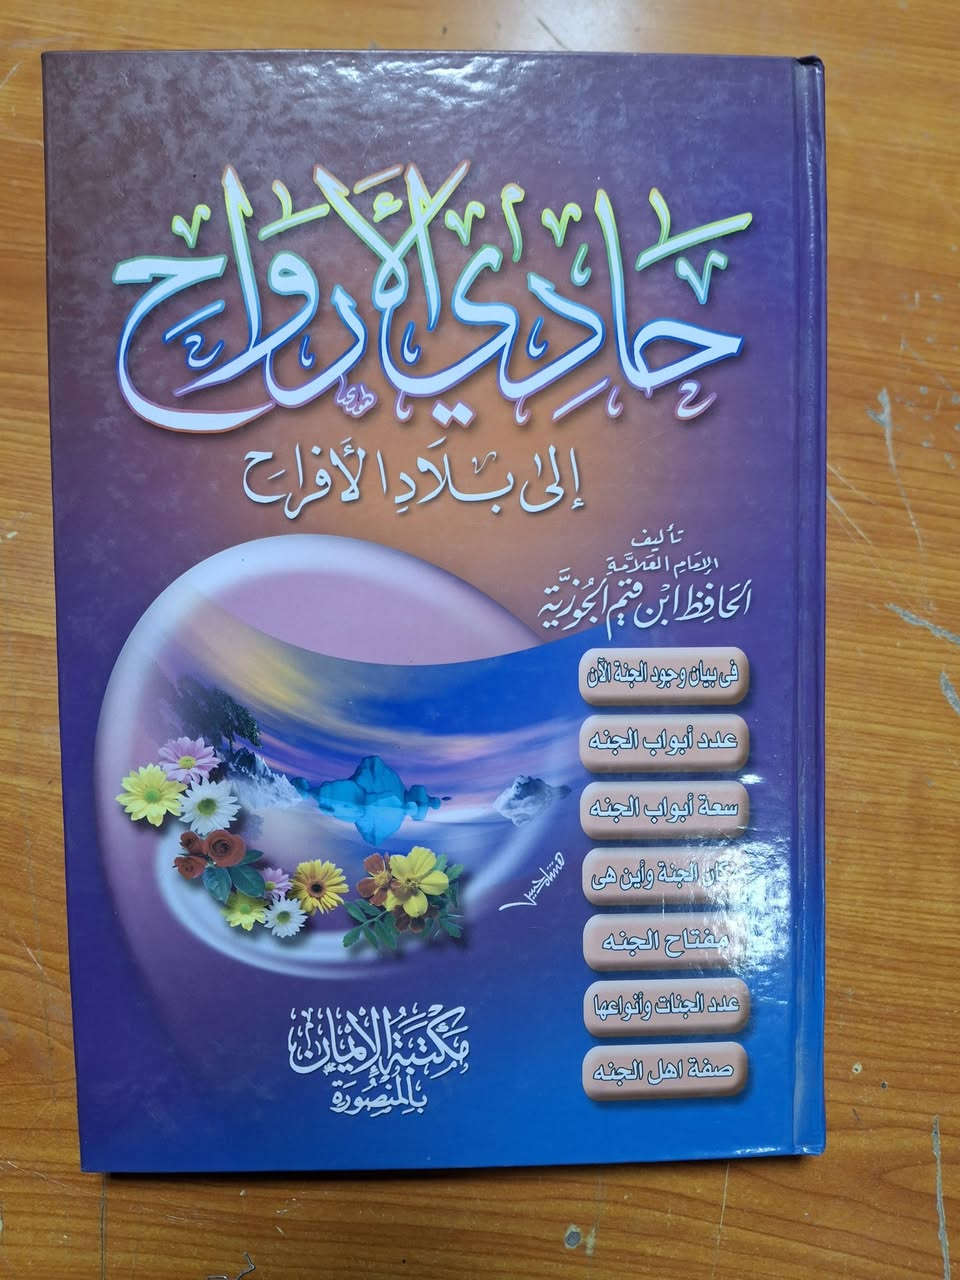 حادي الأرواح
إلى بلاد الأفراح
تأليف
الإمام العلامة
الحافظ ابن قيم الجوزية
فى بيان وجود الجنة الآن
عدد أبواب الجنه
سعة أبواب الجنه
الجنة وأين هى
مفتاح الجنه
عدد الجنات وأنواعها
صفة اهل الجنه
مكتبة الإيمان
بالمنصورة